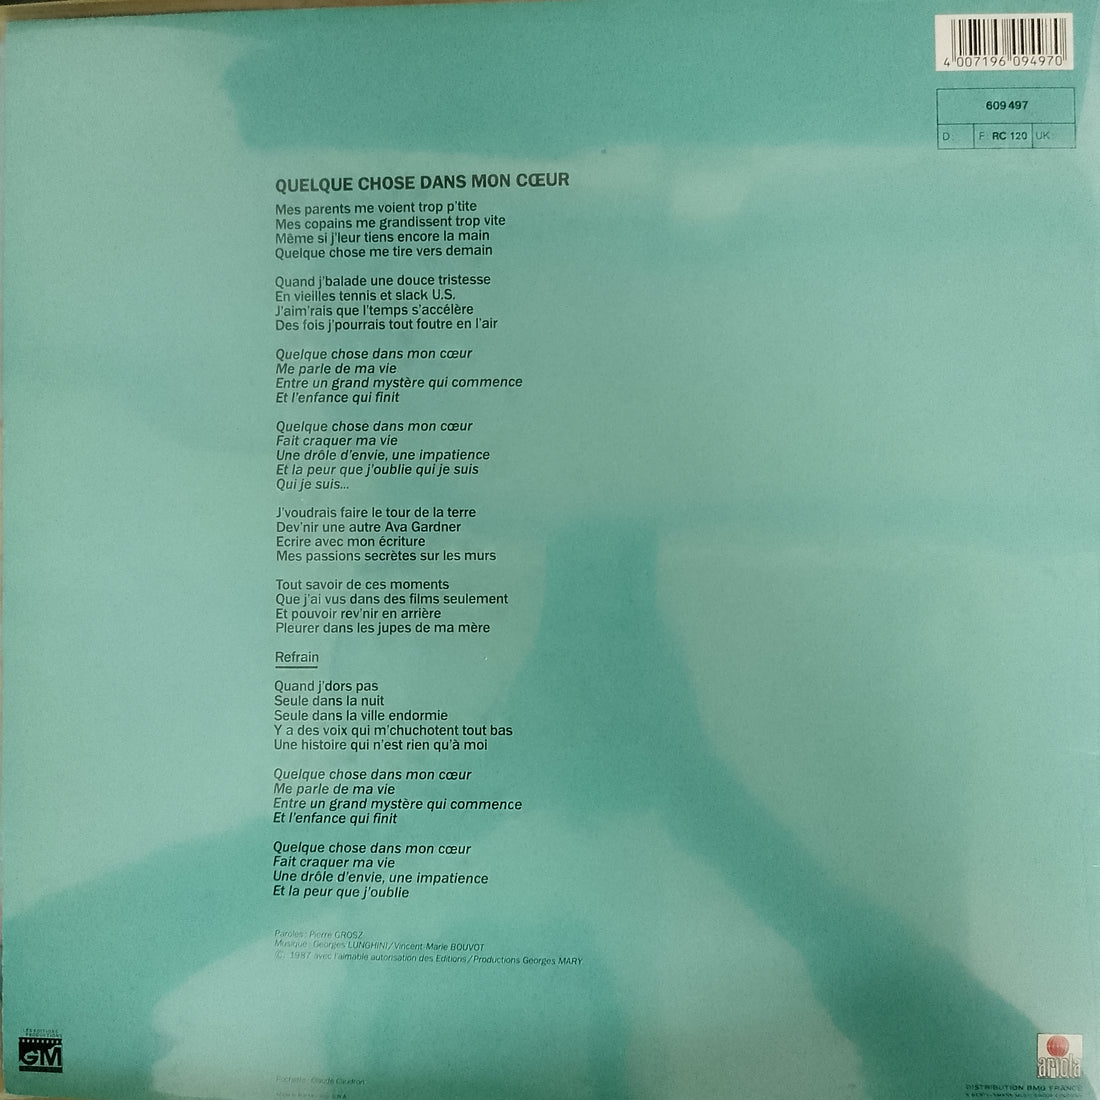 4 007196 094970
609 497
D: F: RC 120 UK:
QUELQUE CHOSE DANS MON CŒUR
Mes parents me voient trop p'tite
Mes copains me grandissent trop vite
Même si j'leur tiens encore la main
Quelque chose me tire vers demain
Quand j'balade une douce tristesse
En vieilles tennis et slack U.S.
J'aim'rais que l'temps s'accélère
Des fois j'pourrais tout foutre en l'air
Quelque chose dans mon cœur
Me parle de ma vie
Entre un grand mystère qui commence
Et l'enfance qui finit
Quelque chose dans mon cœur
Fait craquer ma vie
Une drôle d'envie, une impatience
Et la peur que j'oublie qui je suis
Qui je suis...
J'voudrais faire le tour de la terre
Dev'nir une autre Ava Gardner
Ecrire avec mon écriture
Mes passions secrètes sur les murs
Tout savoir de ces moments
Que j'ai vus dans des films seulement
Et pouvoir rev'nir en arrière
Pleurer dans les jupes de ma mère
Refrain
Quand j'dors pas
Seule dans la nuit
Seule dans la ville endormie
Y a des voix qui m'chuchotent tout bas
Une histoire qui n'est rien qu'à moi
Quelque chose dans mon cœur
Me parle de ma vie
Entre un grand mystère qui commence
Et l'enfance qui finit
Quelque chose dans mon cœur
Fait craquer ma vie
Une drôle d'envie, une impatience
Et la peur que j'oublie
Paroles : Pierre GROSZ
Musique : Georges LUNGHINI/Vincent-Marie BOUVOT
©. 1987 avec l'aimable autorisation des Editions/Productions Georges MARY.
LES EDITIONS
PRODUCTIONS
GM
Pochette : Claude Caudron
ariola
DISTRIBUTION BMG FRANCE